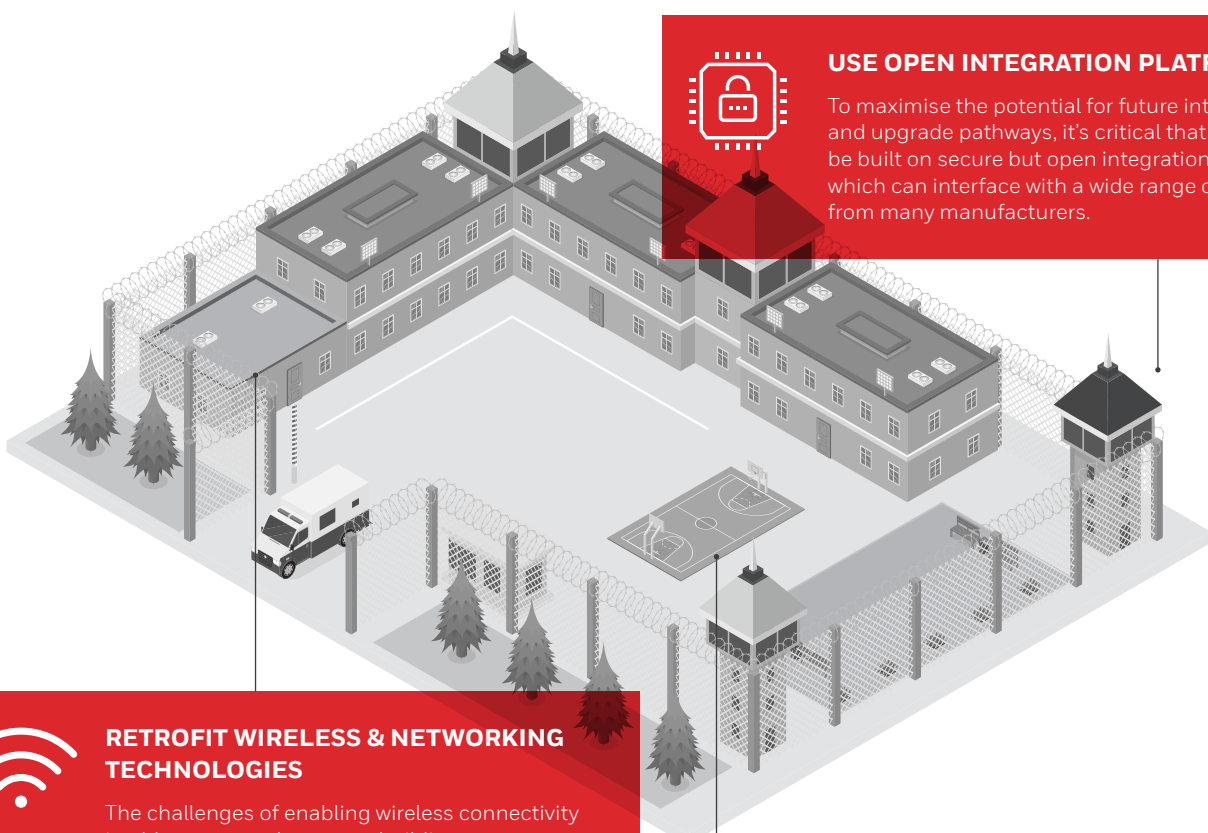 USE OPEN INTEGRATION
To maximise the potential for future
and upgrade pathways, it's critical that
be built on secure but open integration
which can interface with a wide range
from many manufacturers.
RETROFIT WIRELESS & NETWORKING
TECHNOLOGIES
The challenges of enabling wireless connectivity